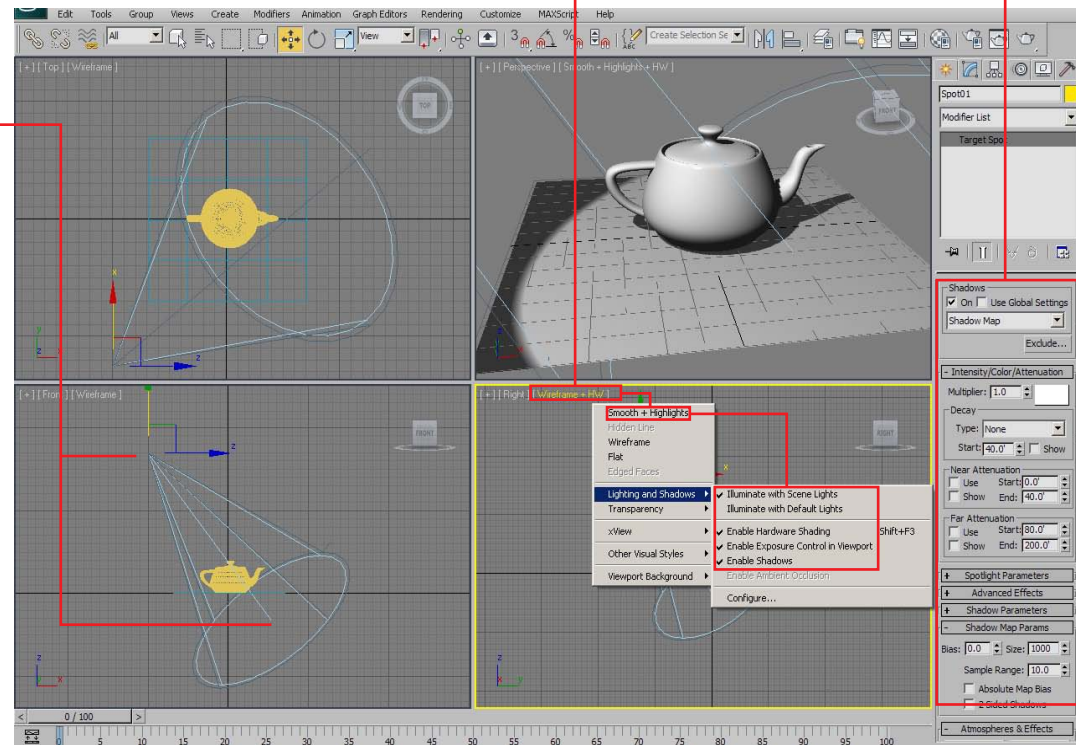 Edit Tools Group Views Create Modifiers Animation Graph Editors Rendering Customize MAXScript Help
All View 3 % ABC Create Selection Se
[ + ] [ Top ] [ Wireframe ]
TOP
x
z
y
z
[ + ] [ Perspective ] [ Smooth + Highlights + HW ]
FRONT
z
Spot01
Modifier List
Target Spot
Shadows
On Use Global Settings
Shadow Map
Exclude...
- Intensity/Color/Attenuation
Multiplier: 1.0
Decay
Type: None
Start: 40.0' Show
Near Attenuation
Use Start: 0.0'
Show End: 40.0'
Far Attenuation
Use Start: 80.0'
Show End: 200.0'
+ Spotlight Parameters
+ Advanced Effects
+ Shadow Parameters
- Shadow Map Params
Bias: 0.0 Size: 1000
Sample Range: 10.0
Absolute Map Bias
2 Sided Shadows
- Atmospheres & Effects
[ + ] [ Front ] [ Wireframe ]
FRONT
z
z
y x
[ + ] [ Right ] [ Wireframe + HW ]
RIGHT
x
Smooth + Highlights
Hidden Line
Wireframe
Flat
Edged Faces
Lighting and Shadows
Transparency
xView
Other Visual Styles
Viewport Background
Illuminate with Scene Lights
Illuminate with Default Lights
Enable Hardware Shading Shift+F3
Enable Exposure Control in Viewport
Enable Shadows
Enable Ambient Occlusion
Configure...
z
x y
< 0 / 100 >
0 5 10 15 20 25 30 35 40 45 50 55 60 65 70 75 80 85 90 95 100